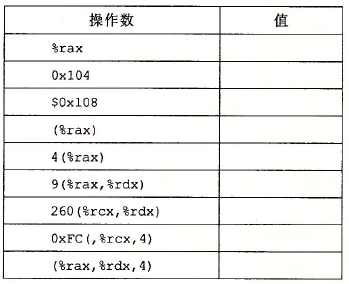 操作数 值
%rax
0x104
$0x108
(%rax)
4(%rax)
9(%rax,%rdx)
260(%rcx,%rdx)
0xFC(,%rcx,4)
(%rax,%rdx,4)